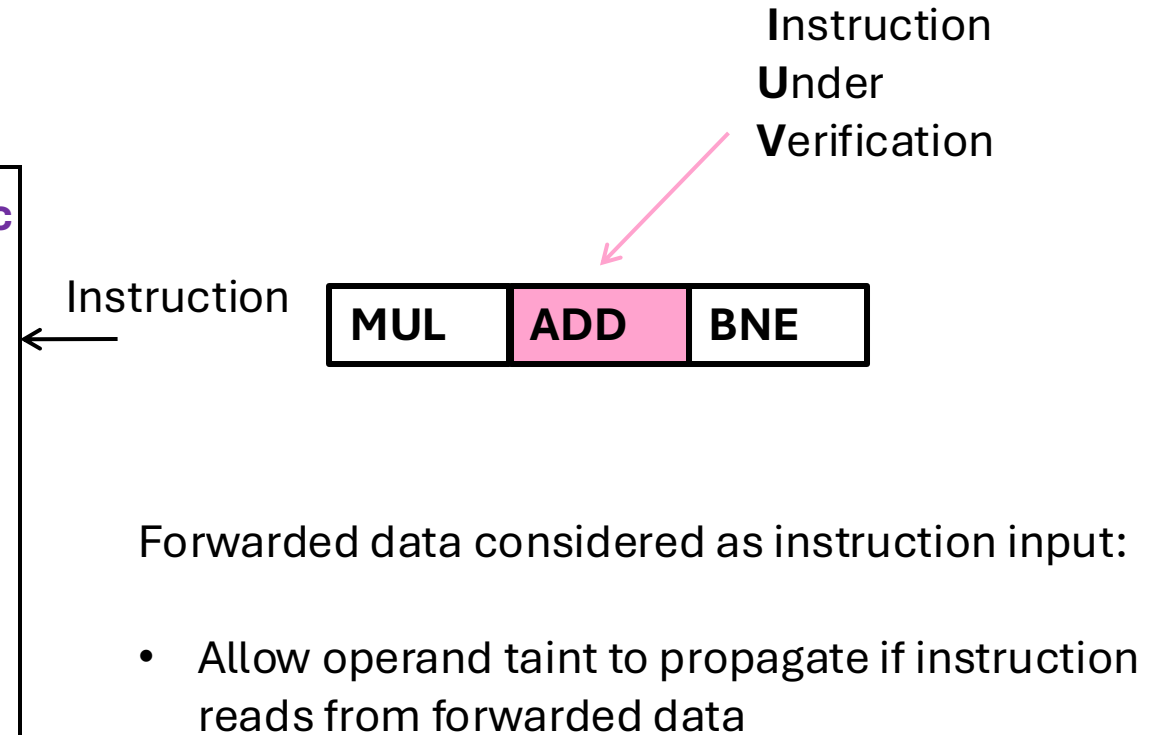 Instruction
Under
Verification
c
Instruction
MUL ADD BNE
Forwarded data considered as instruction input:
• Allow operand taint to propagate if instruction
reads from forwarded data